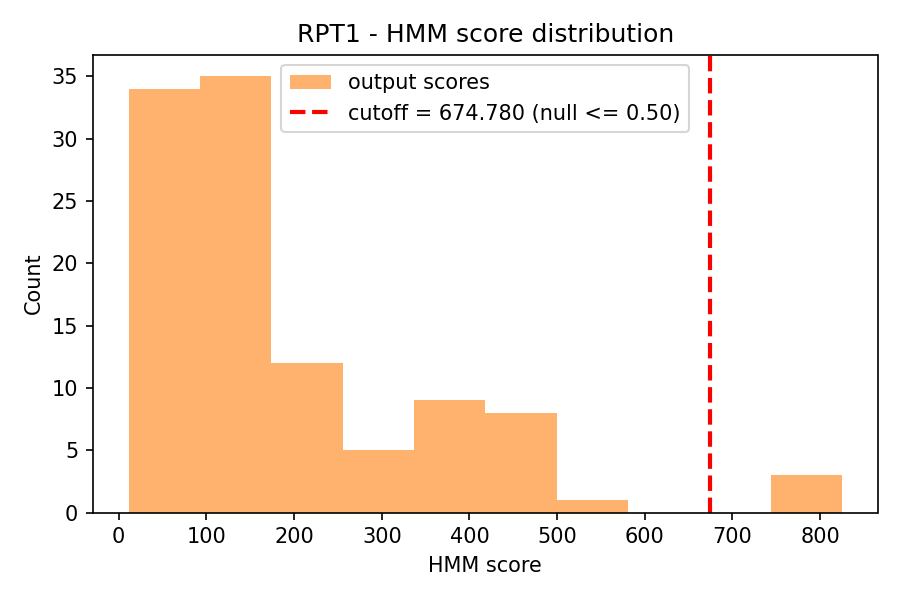 RPT1 - HMM score distribution
output scores
cutoff = 674.780 (null <= 0.50)
Count
35
30
25
20
15
10
5
0
0 100 200 300 400 500 600 700 800
HMM score